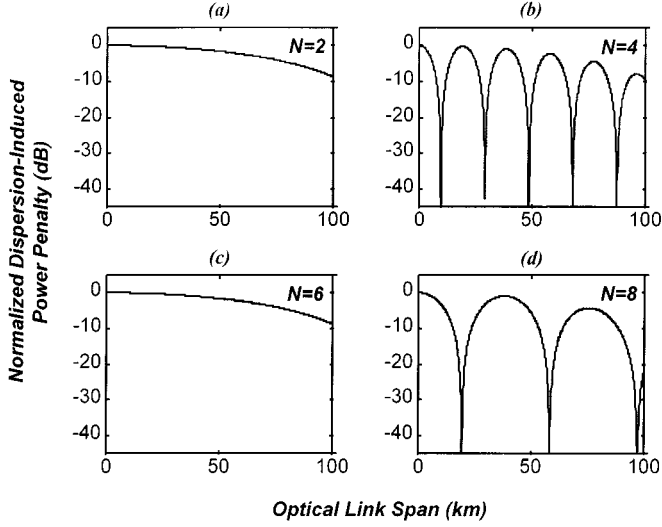 (a)
(b)
0
-10
-20
-30
-40
N=2
0
50
100
0
-10
-20
-30
-40
N=4
0
50
100
Normalized Dispersion-Induced
Power Penalty (dB)
(c)
(d)
0
-10
-20
-30
-40
N=6
0
50
100
0
-10
-20
-30
-40
N=8
0
50
100
Optical Link Span (km)